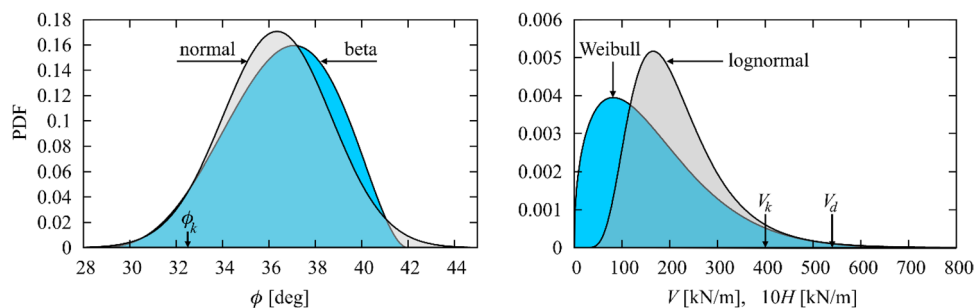 0.18
0.16
0.14
0.12
0.1
0.08
0.06
0.04
0.02
0
PDF
normal
beta
ϕk
28 30 32 34 36 38 40 42 44
ϕ [deg]
0.006
0.005
0.004
0.003
0.002
0.001
0
Weibull
lognormal
Vk
Vd
0 100 200 300 400 500 600 700 800
V [kN/m], 10H [kN/m]